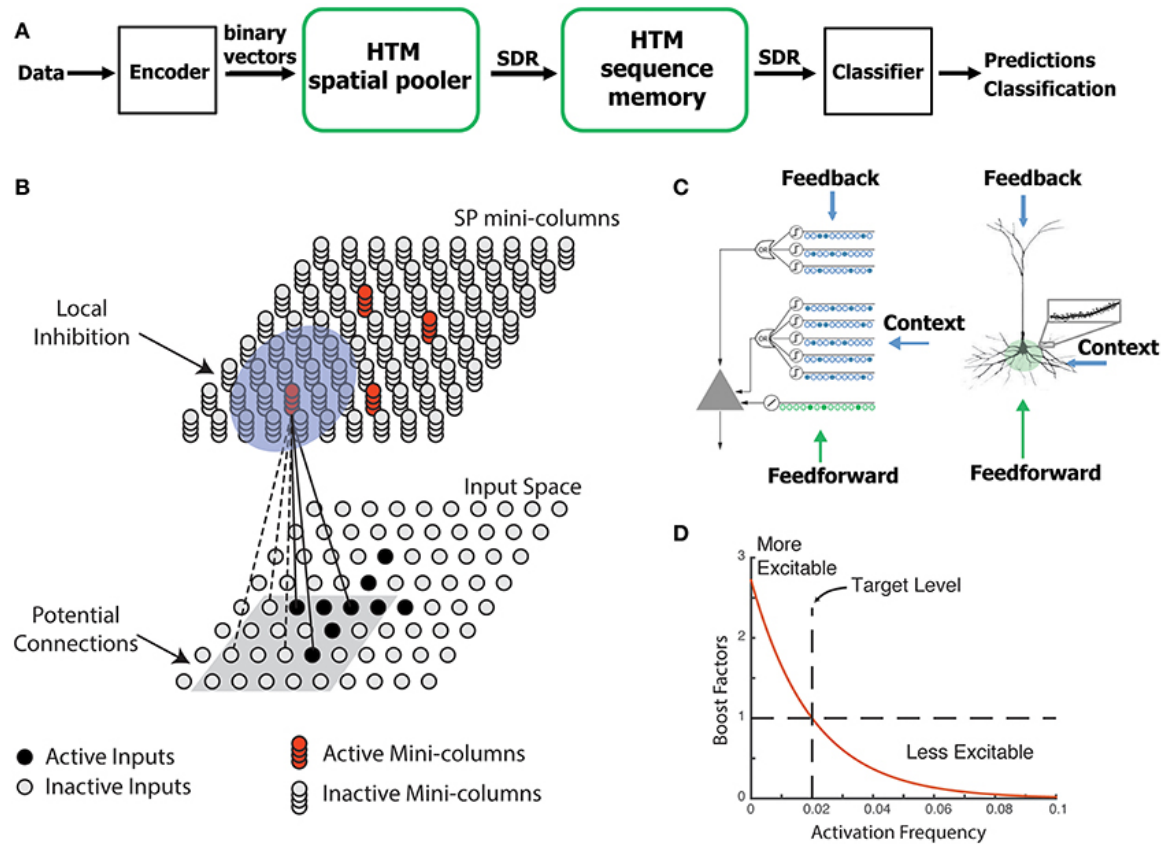 A
Data
Encoder
binary
vectors
HTM
spatial pooler
SDR
HTM
sequence
memory
SDR
Classifier
Predictions
Classification
B
SP mini-columns
Local
Inhibition
Input Space
Potential
Connections
Active Inputs
Inactive Inputs
Active Mini-columns
Inactive Mini-columns
C
Feedback
OR
OR
Context
Feedforward
Feedback
Context
Feedforward
D
3
2
1
0
Boost Factors
More
Excitable
Target Level
Less Excitable
0
0.02
0.04
0.06
0.08
0.1
Activation Frequency